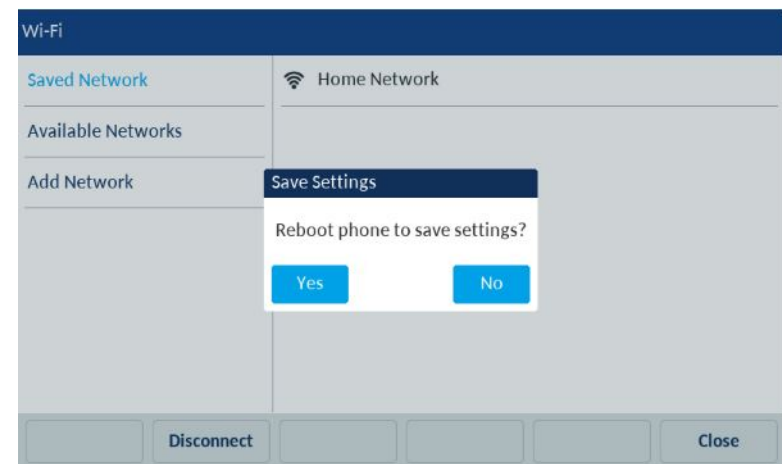 Wi-Fi
Saved Network
Home Network
Available Networks
Add Network
Save Settings
Reboot phone to save settings?
Yes
No
Disconnect
Close